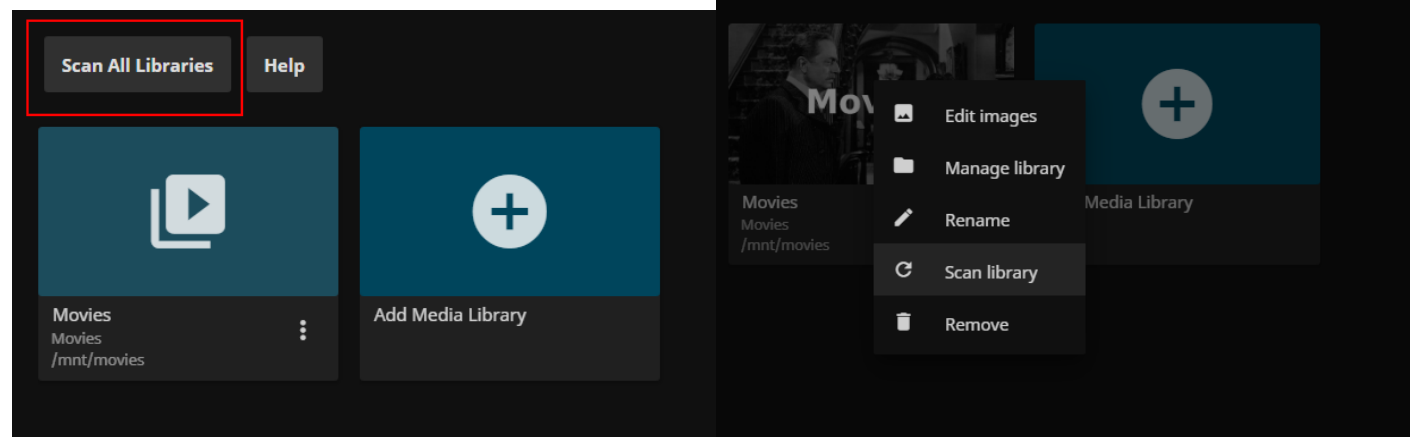 Scan All Libraries
Help
Movies
Movies
/mnt/movies
Add Media Library
Edit images
Manage library
Rename
Scan library
Remove
Movies
Movies
/mnt/movies
Media Library